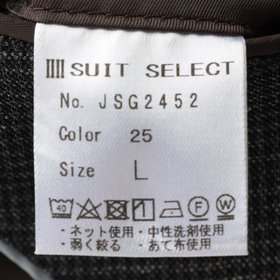 SUIT SELECT
No. JSG2452
Color 25
Size L
40 P W
・ネット使用・中性洗剤使用
・弱く絞る ・あて布使用